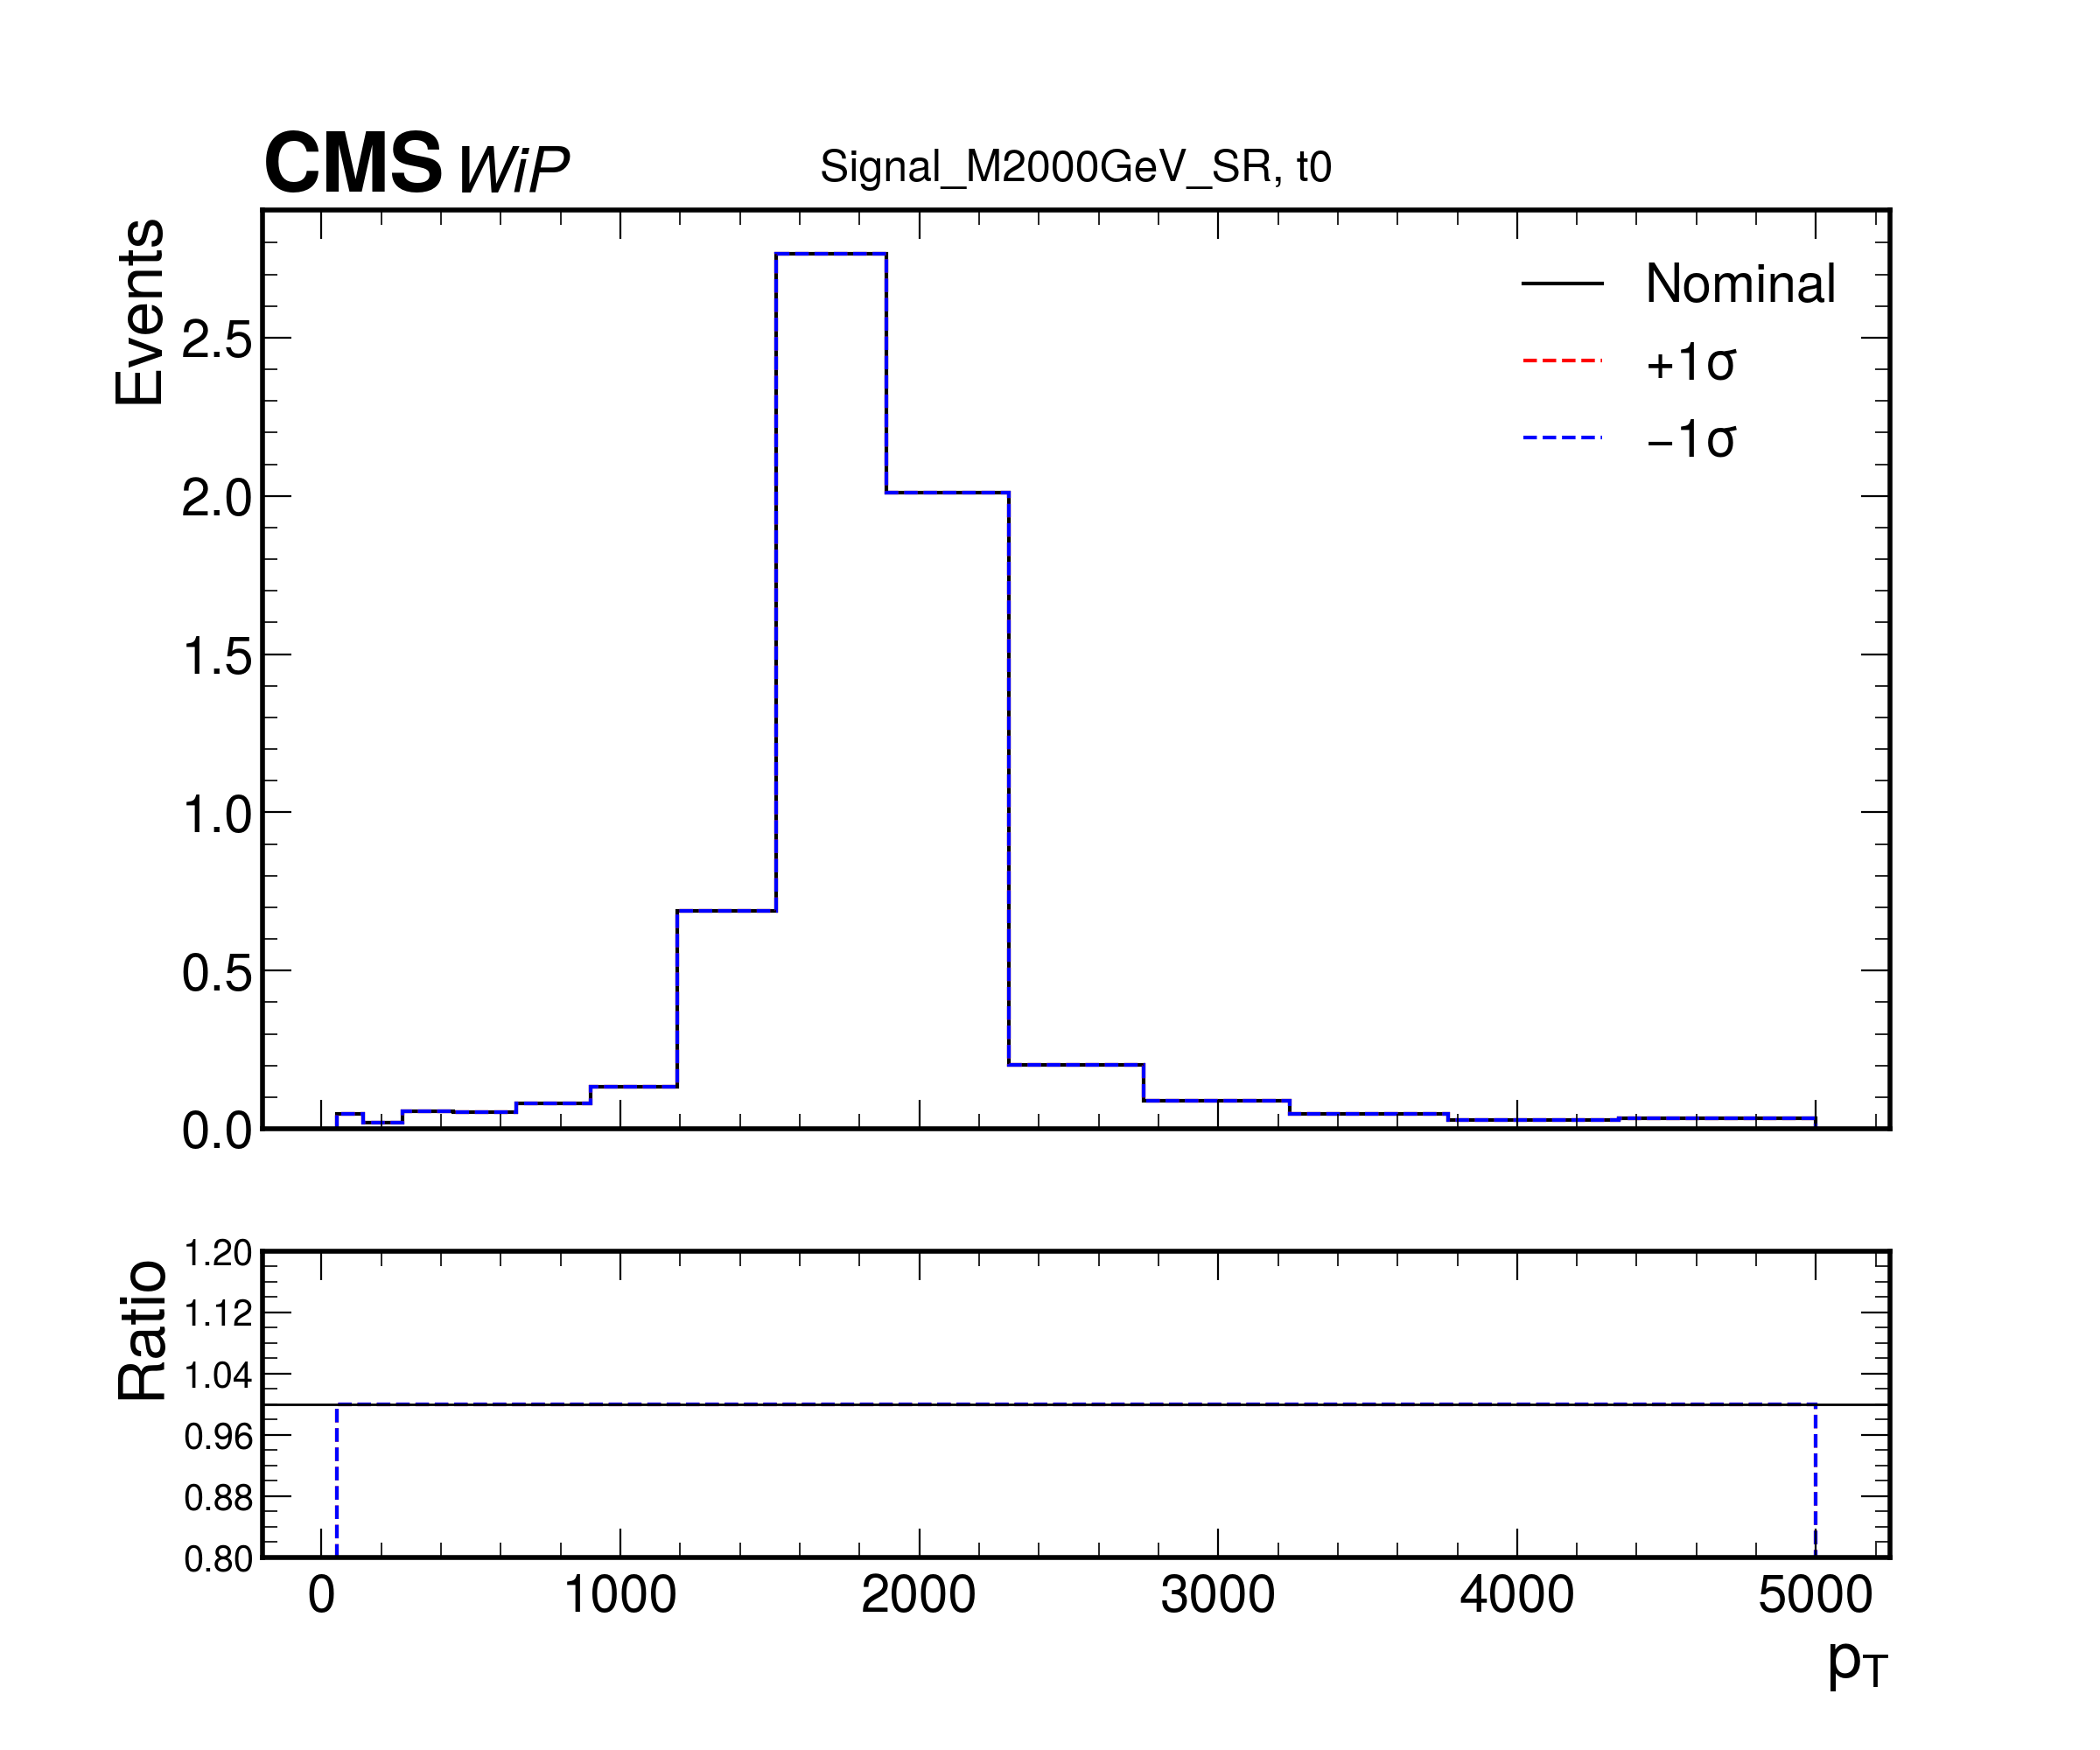 CMS WiP
Signal_M2000GeV_SR, t0
Events
2.5
2.0
1.5
1.0
0.5
0.0
Nominal
+1σ
−1σ
Ratio
1.20
1.12
1.04
0.96
0.88
0.80
0 1000 2000 3000 4000 5000
pT